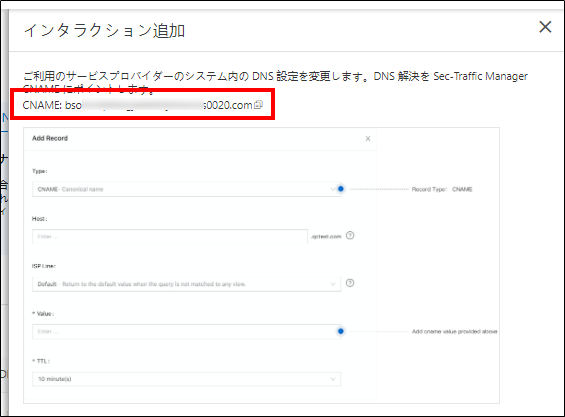 インタラクション追加
ご利用のサービスプロバイダーのシステム内の DNS 設定を変更します。DNS 解決を Sec-Traffic Manager
CNAME にポイントします。
CNAME: bso s0020.com
Add Record
Type:
CNAME- Canonical name
Record Type: CNAME
Host:
Enter ...
.sptest.com
ISP Line:
Default - Return to the default value when the query is not matched to any view.
* Value:
Enter ...
Add cname value provided above
* TTL:
10 minute(s)